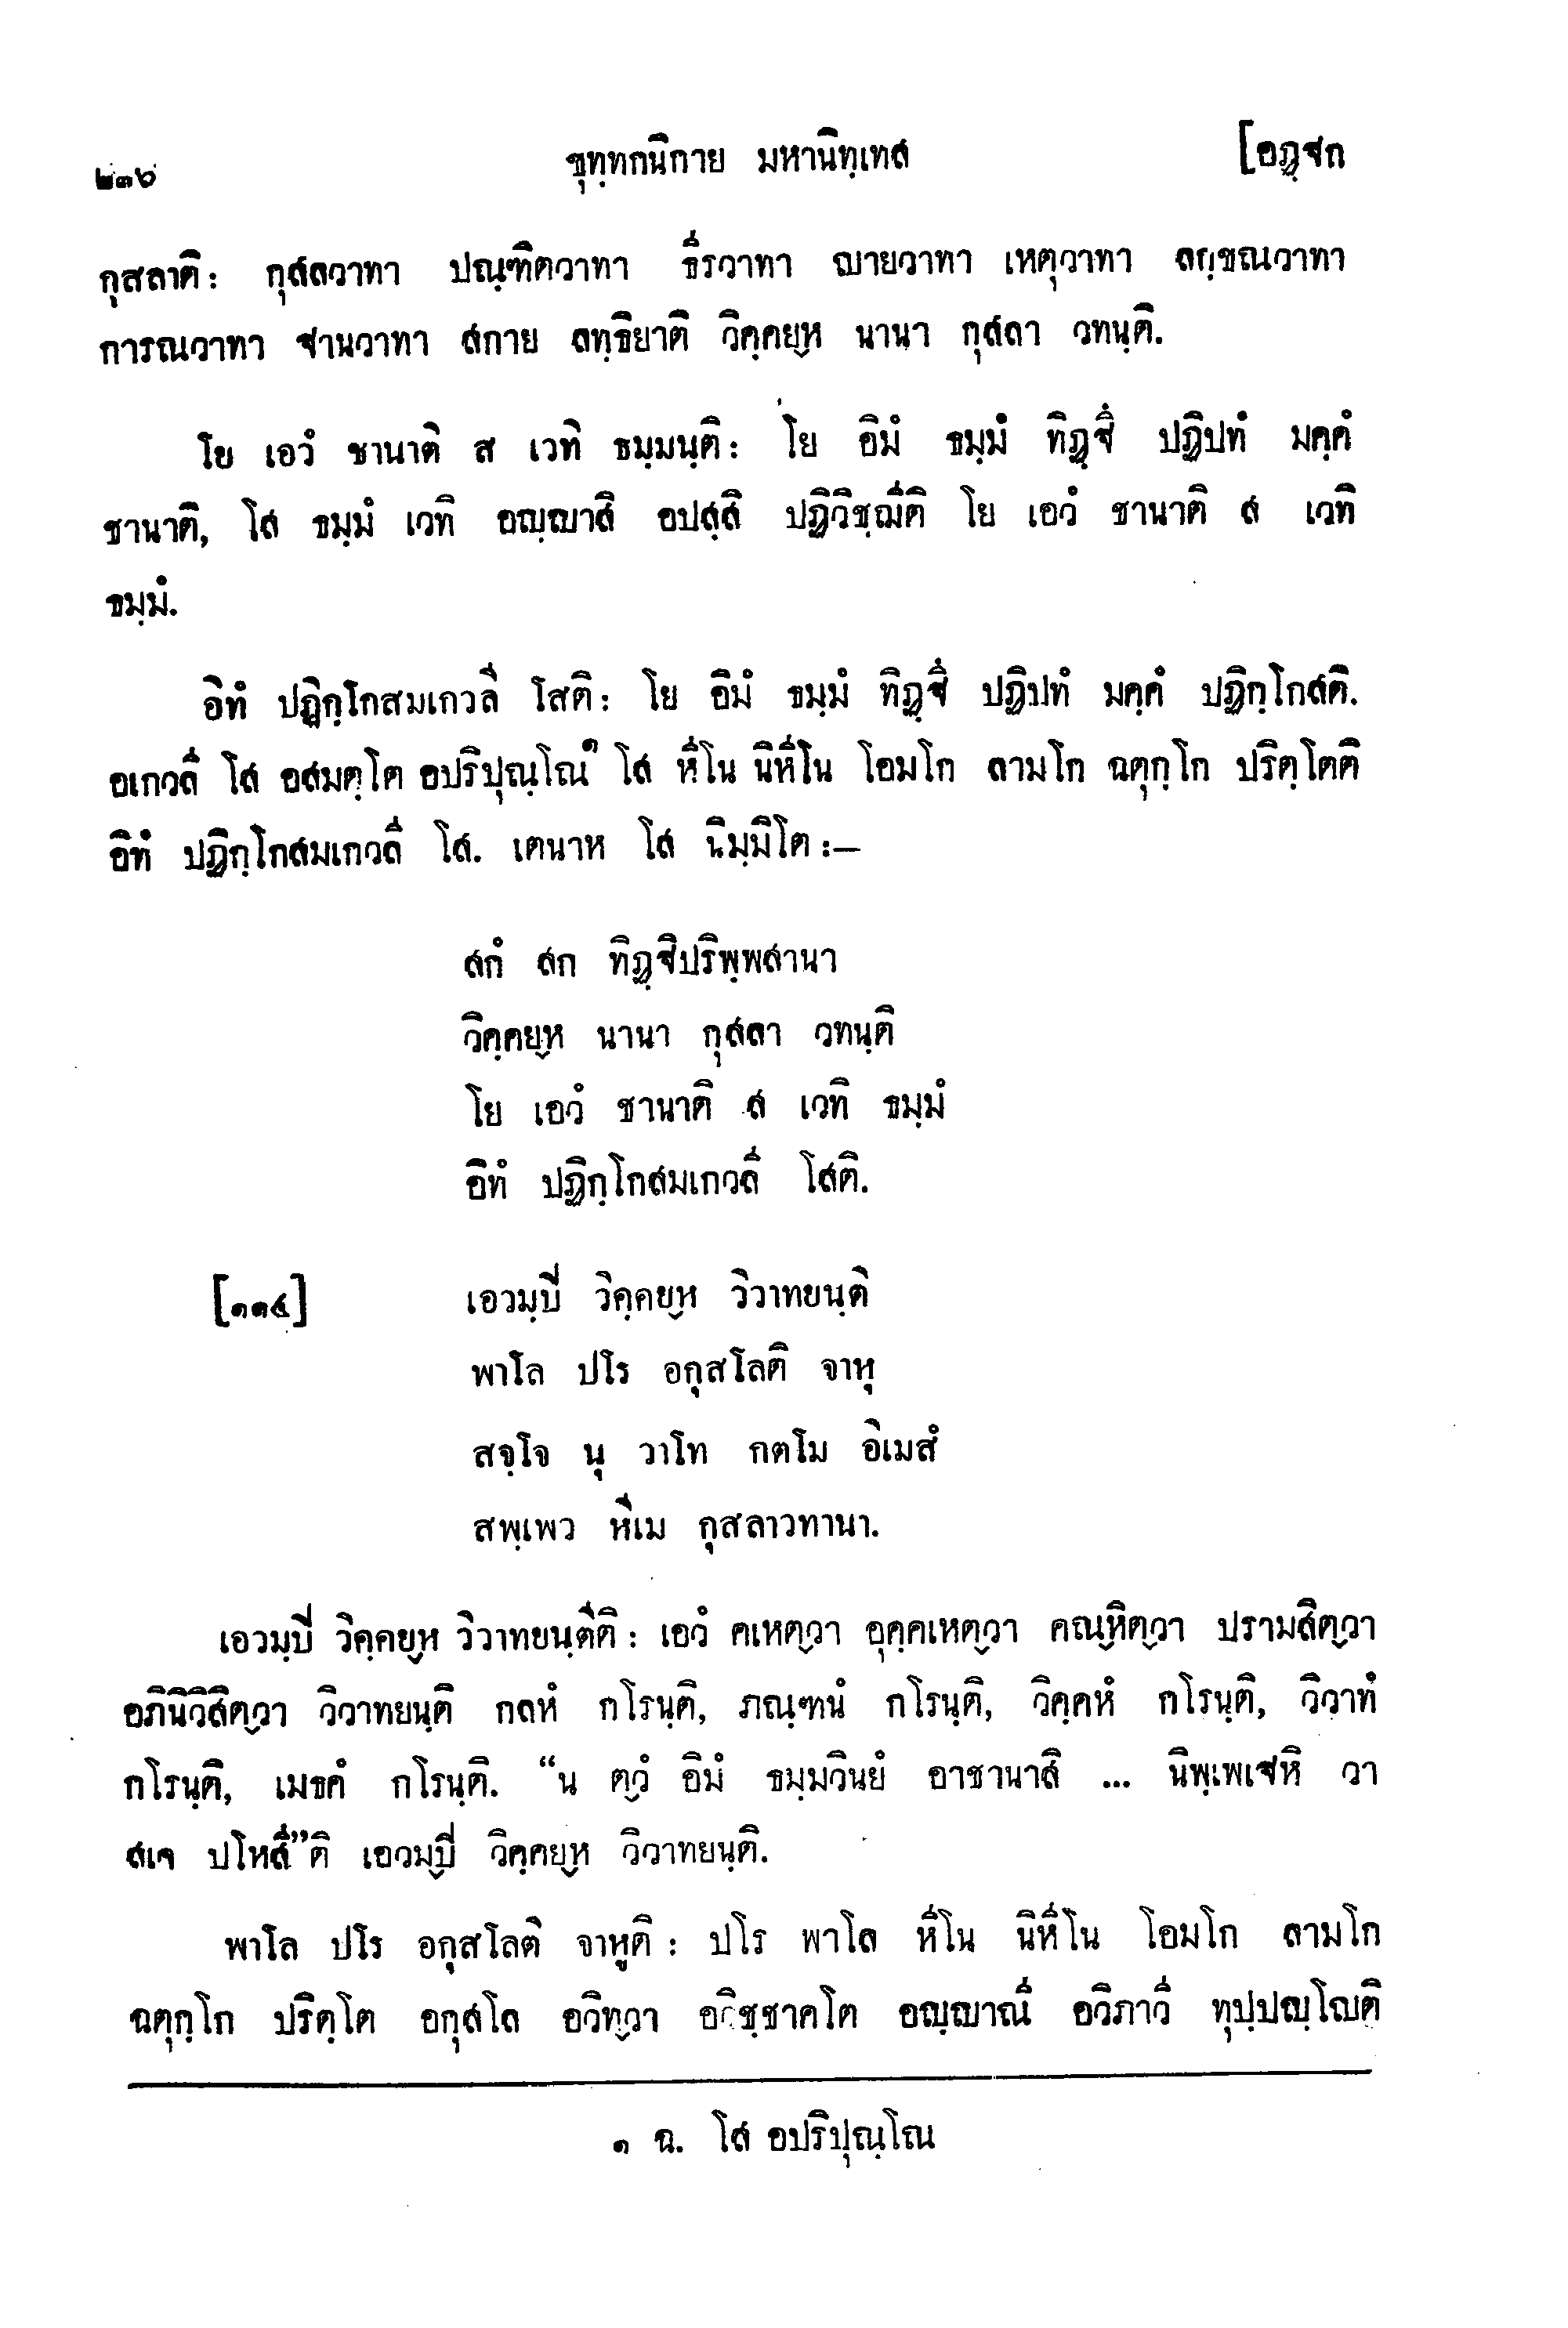 ๒๓๖ ขุทฺทกนิกาย มหานิทฺเทส [อฏฺฐก
กุสลาติ: กุสลวาทา ปณฺฑิตวาทา ธีรวาทา ญายวาทา เหตุวาทา ลกฺขณวาทา
การณวาทา ฐานวาทา สกาย ลทฺธิยาติ วิคฺคยฺห นานา กุสลา วทนฺติ.
โย เอวํ ชานาติ ส เวทิ ธมฺมนฺติ: โย อิมํ ธมฺมํ ทิฏฺฐึ ปฏิปทํ มคฺคํ
ชานาติ, โส ธมฺมํ เวทิ อญฺญาสิ อปสฺสิ ปฏิวิชฺฌีติ โย เอวํ ชานาติ ส เวทิ
ธมฺมํ.
อิทํ ปฏิกฺโกสมเกวลี โสติ: โย อิมํ ธมฺมํ ทิฏฺฐึ ปฏิปทํ มคฺคํ ปฏิกฺโกสติ.
อเกวลี โส อสมตฺโต อปริปุณฺโณ๑ โส หีโน นิหีโน โอมโก ลามโก ฉตุกฺโก ปริตฺโตติ
อิทํ ปฏิกฺโกสมเกวลี โส. เตนาห โส นิมฺมิโต:—
สกํ สก ทิฏฺฐิปริพฺพสานา
วิคฺคยฺห นานา กุสลา วทนฺติ
โย เอวํ ชานาติ ส เวทิ ธมฺมํ
อิทํ ปฏิกฺโกสมเกวลี โสติ.
[๑๑๕] เอวมฺปี วิคฺคยฺห วิวาทยนฺติ
พาโล ปโร อกุสโลติ จาหุ
สจฺโจ นุ วาโท กตโม อิเมสํ
สพฺเพว หีเม กุสลาวทานา.
เอวมฺปี วิคฺคยฺห วิวาทยนฺตีติ: เอวํ คเหตฺวา อุคฺคเหตฺวา คณฺหิตฺวา ปรามสิตฺวา
อภินิวิสิตฺวา วิวาทยนฺติ กลหํ กโรนฺติ, ภณฺฑนํ กโรนฺติ, วิคฺคหํ กโรนฺติ, วิวาทํ
กโรนฺติ, เมธคํ กโรนฺติ. “น ตฺวํ อิมํ ธมฺมวินยํ อาชานาสิ ... นิพฺเพเฐหิ วา
สเจ ปโหสี”ติ เอวมฺปี วิคฺคยฺห วิวาทยนฺติ.
พาโล ปโร อกุสโลติ จาหูติ: ปโร พาโล หีโน นิหีโน โอมโก ลามโก
ฉตุกฺโก ปริตฺโต อกุสโล อวิทฺวา อวิชฺชาคโต อญฺญาณี อวิภาวี ทุปฺปญฺโญติ
๑ ฉ. โส อปริปุณฺโณ